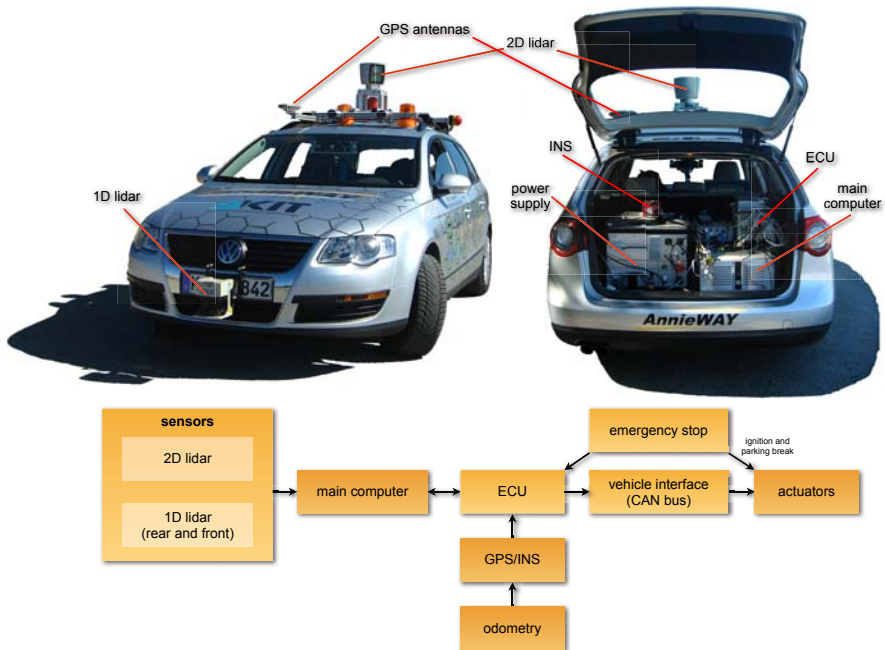 GPS antennas
2D lidar
INS
ECU
1D lidar
power
supply
main
computer
KIT
842
AnnieWAY
sensors
2D lidar
1D lidar
(rear and front)
main computer
ECU
emergency stop
ignition and
parking break
vehicle interface
(CAN bus)
actuators
GPS/INS
odometry